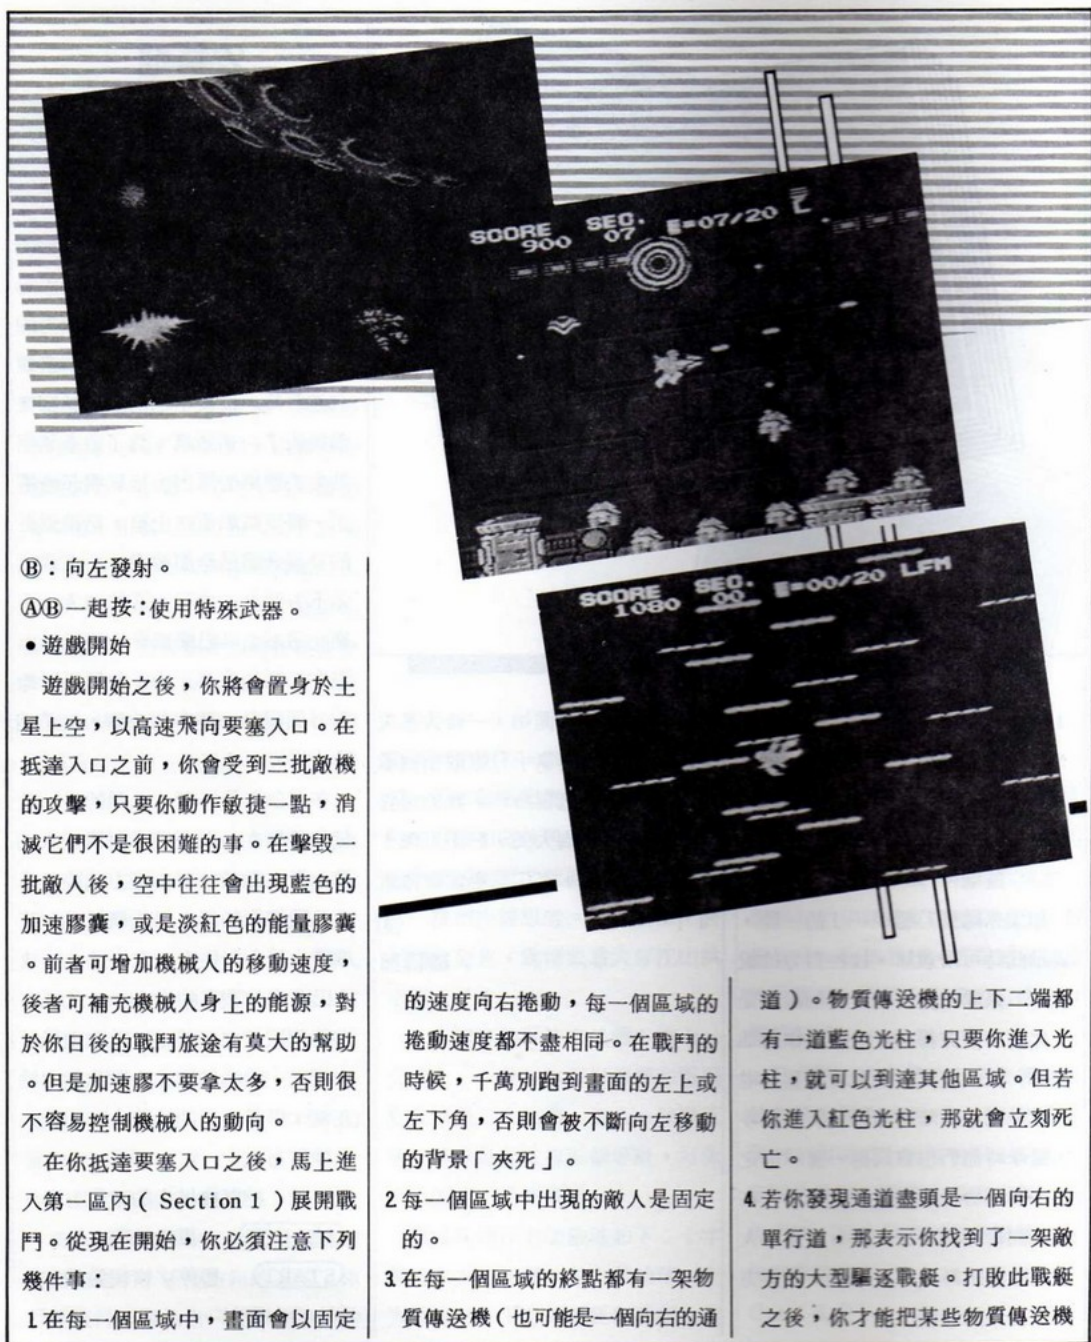 SCORE SEC. E=07/20
900 07
SCORE SEC. E=00/20 LFM
1080 00
Ⓑ：向左發射。
ⒶⒷ一起按：使用特殊武器。
●遊戲開始
遊戲開始之後，你將會置身於土
星上空，以高速飛向要塞入口。在
抵達入口之前，你會受到三批敵機
的攻擊，只要你動作敏捷一點，消
滅它們不是很困難的事。在擊毀一
批敵人後，空中往往會出現藍色的
加速膠囊，或是淡紅色的能量膠囊
。前者可增加機械人的移動速度，
後者可補充機械人身上的能源，對
於你日後的戰鬥旅途有莫大的幫助
。但是加速膠不要拿太多，否則很
不容易控制機械人的動向。
在你抵達要塞入口之後，馬上進
入第一區內（Section 1）展開戰
鬥。從現在開始，你必須注意下列
幾件事：
1.在每一個區域中，畫面會以固定
的速度向右捲動，每一個區域的
捲動速度都不盡相同。在戰鬥的
時候，千萬別跑到畫面的左上或
左下角，否則會被不斷向左移動
的背景「夾死」。
2.每一個區域中出現的敵人是固定
的。
3.在每一個區域的終點都有一架物
質傳送機（也可能是一個向右的通
道）。物質傳送機的上下二端都
有一道藍色光柱，只要你進入光
柱，就可以到達其他區域。但若
你進入紅色光柱，那就會立刻死
亡。
4.若你發現通道盡頭是一個向右的
單行道，那表示你找到了一架敵
方的大型驅逐戰艇。打敗此戰艇
之後，你才能把某些物質傳送機